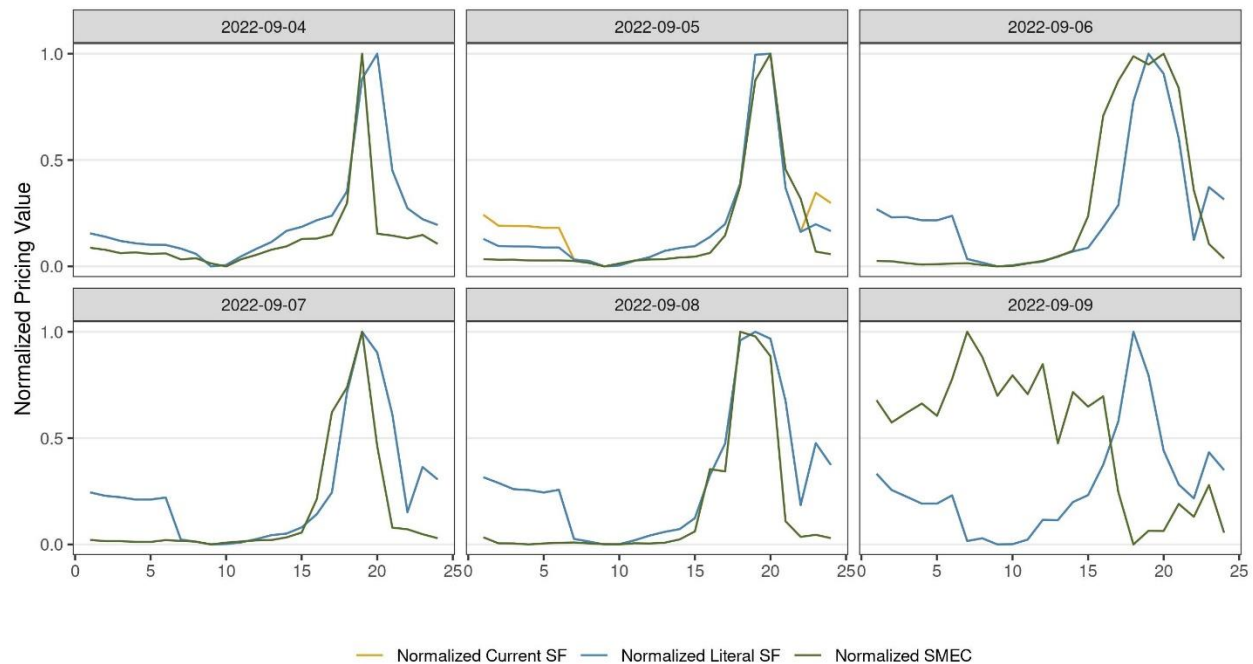 2022-09-04 2022-09-05 2022-09-06
1.0
0.5
0.0
Normalized Pricing Value
2022-09-07 2022-09-08 2022-09-09
1.0
0.5
0.0
0 5 10 15 20 25 0 5 10 15 20 25 0 5 10 15 20 25
Normalized Current SF Normalized Literal SF Normalized SMEC